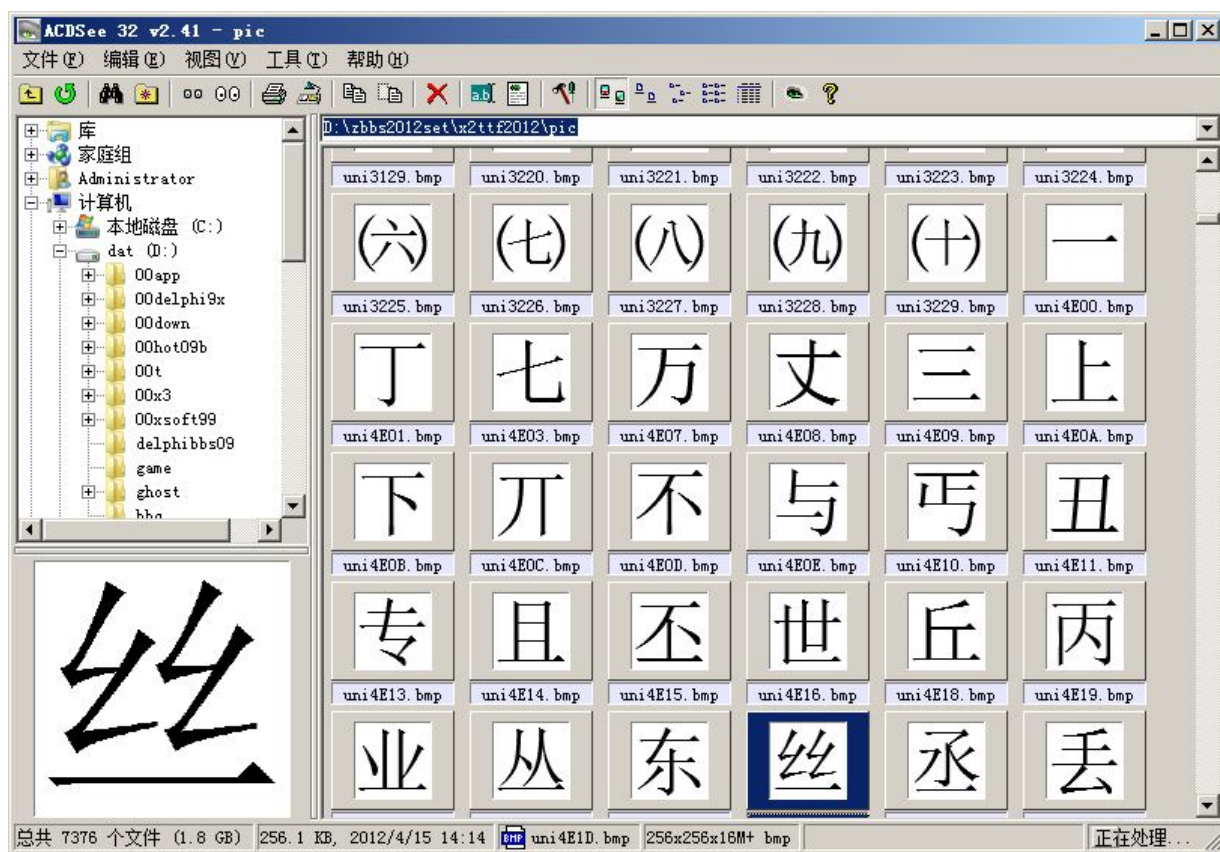 ACDSee 32 v2.41 - pic
文件(F) 编辑(E) 视图(V) 工具(T) 帮助(H)
D:\zbbs2012set\x2ttf2012\pic
库
家庭组
Administrator
计算机
本地磁盘 (C:)
dat (D:)
00app
00delphi9x
00down
00hot09b
00t
00x3
00xsoft99
delphibbs09
game
ghost
丝
uni3129.bmp uni3220.bmp uni3221.bmp uni3222.bmp uni3223.bmp uni3224.bmp
㈥ ㈦ ㈧ ㈨ ㈩ 一
uni3225.bmp uni3226.bmp uni3227.bmp uni3228.bmp uni3229.bmp uni4E00.bmp
丁 七 万 丈 三 上
uni4E01.bmp uni4E03.bmp uni4E07.bmp uni4E08.bmp uni4E09.bmp uni4E0A.bmp
下 丌 不 与 丐 丑
uni4E0B.bmp uni4E0C.bmp uni4E0D.bmp uni4E0E.bmp uni4E10.bmp uni4E11.bmp
专 且 丕 世 丘 丙
uni4E13.bmp uni4E14.bmp uni4E15.bmp uni4E16.bmp uni4E18.bmp uni4E19.bmp
业 丛 东 丝 丞 丢
总共 7376 个文件 (1.8 GB) 256.1 KB, 2012/4/15 14:14 BMP uni4E1D.bmp 256x256x16M+ bmp 正在处理...